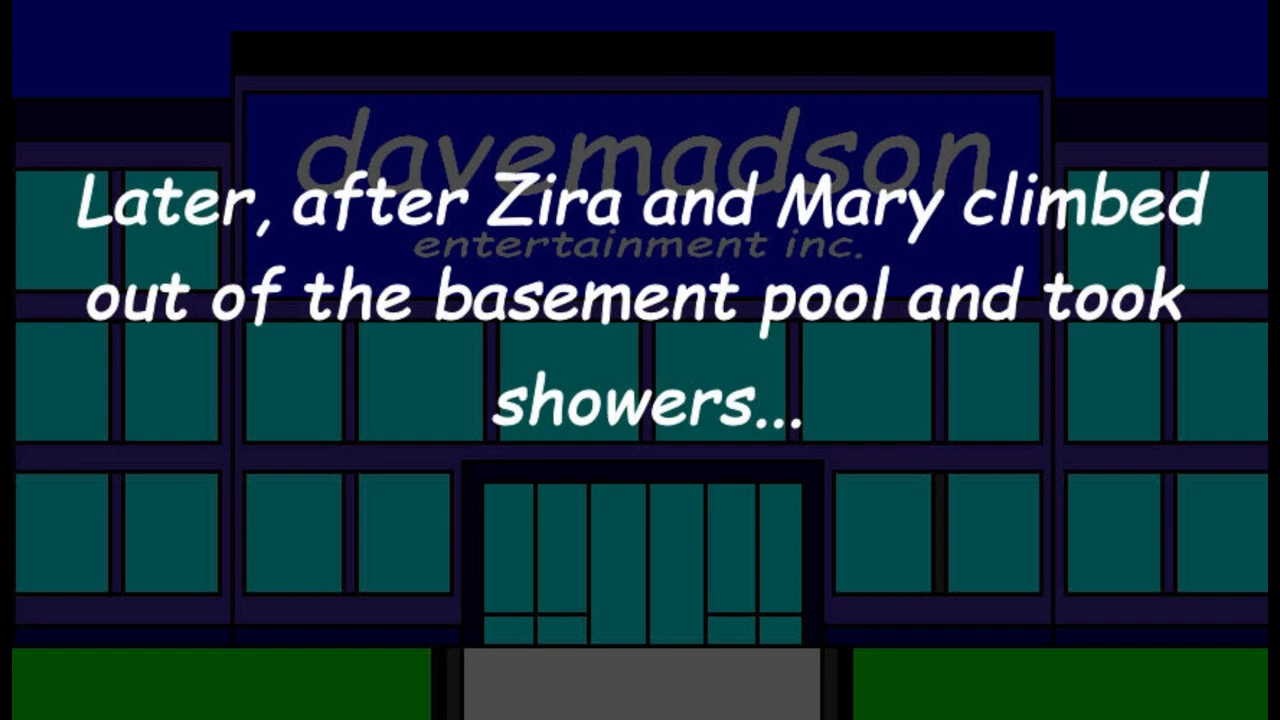 davemadson
Later, after Zira and Mary climbed
entertainment inc.
out of the basement pool and took
showers...